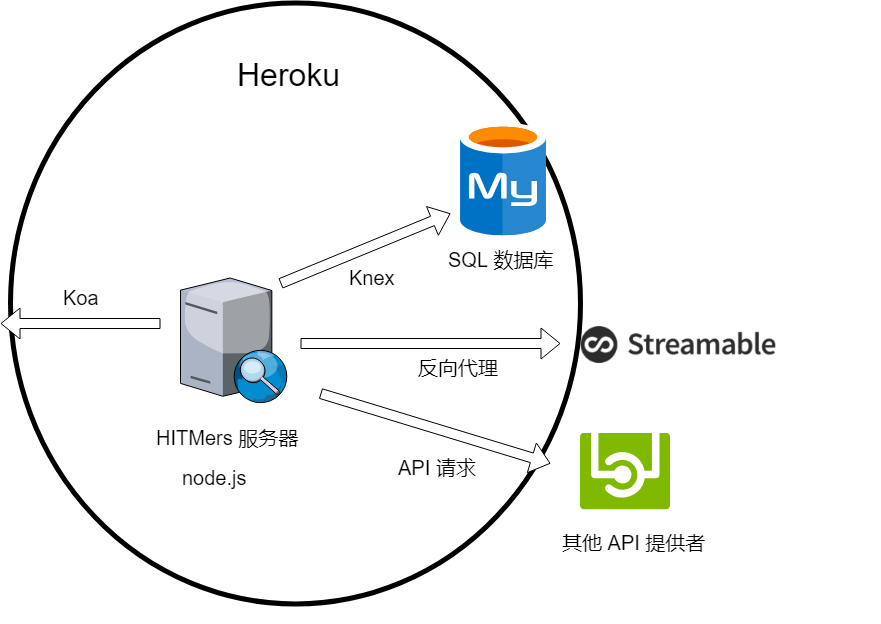 Heroku
My
SQL 数据库
Knex
Koa
Streamable
反向代理
HITMers 服务器
node.js
API 请求
其他 API 提供者